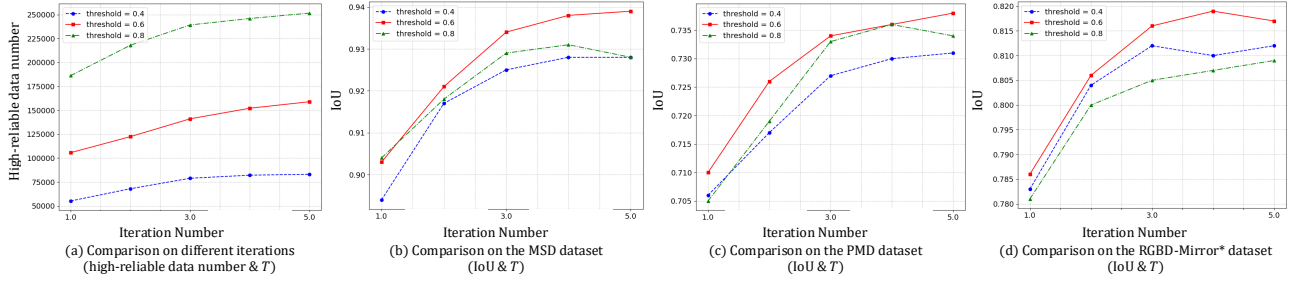 High-reliable data number
250000
225000
200000
175000
150000
125000
100000
75000
50000
threshold = 0.4
threshold = 0.6
threshold = 0.8
1.0 3.0 5.0
Iteration Number
(a) Comparison on different iterations
(high-reliable data number & T)
IoU
0.94
0.93
0.92
0.91
0.90
threshold = 0.4
threshold = 0.6
threshold = 0.8
1.0 3.0 5.0
Iteration Number
(b) Comparison on the MSD dataset
(IoU & T)
IoU
0.735
0.730
0.725
0.720
0.715
0.710
0.705
threshold = 0.4
threshold = 0.6
threshold = 0.8
1.0 3.0 5.0
Iteration Number
(c) Comparison on the PMD dataset
(IoU & T)
IoU
0.820
0.815
0.810
0.805
0.800
0.795
0.790
0.785
0.780
threshold = 0.4
threshold = 0.6
threshold = 0.8
1.0 3.0 5.0
Iteration Number
(d) Comparison on the RGBD-Mirror* dataset
(IoU & T)